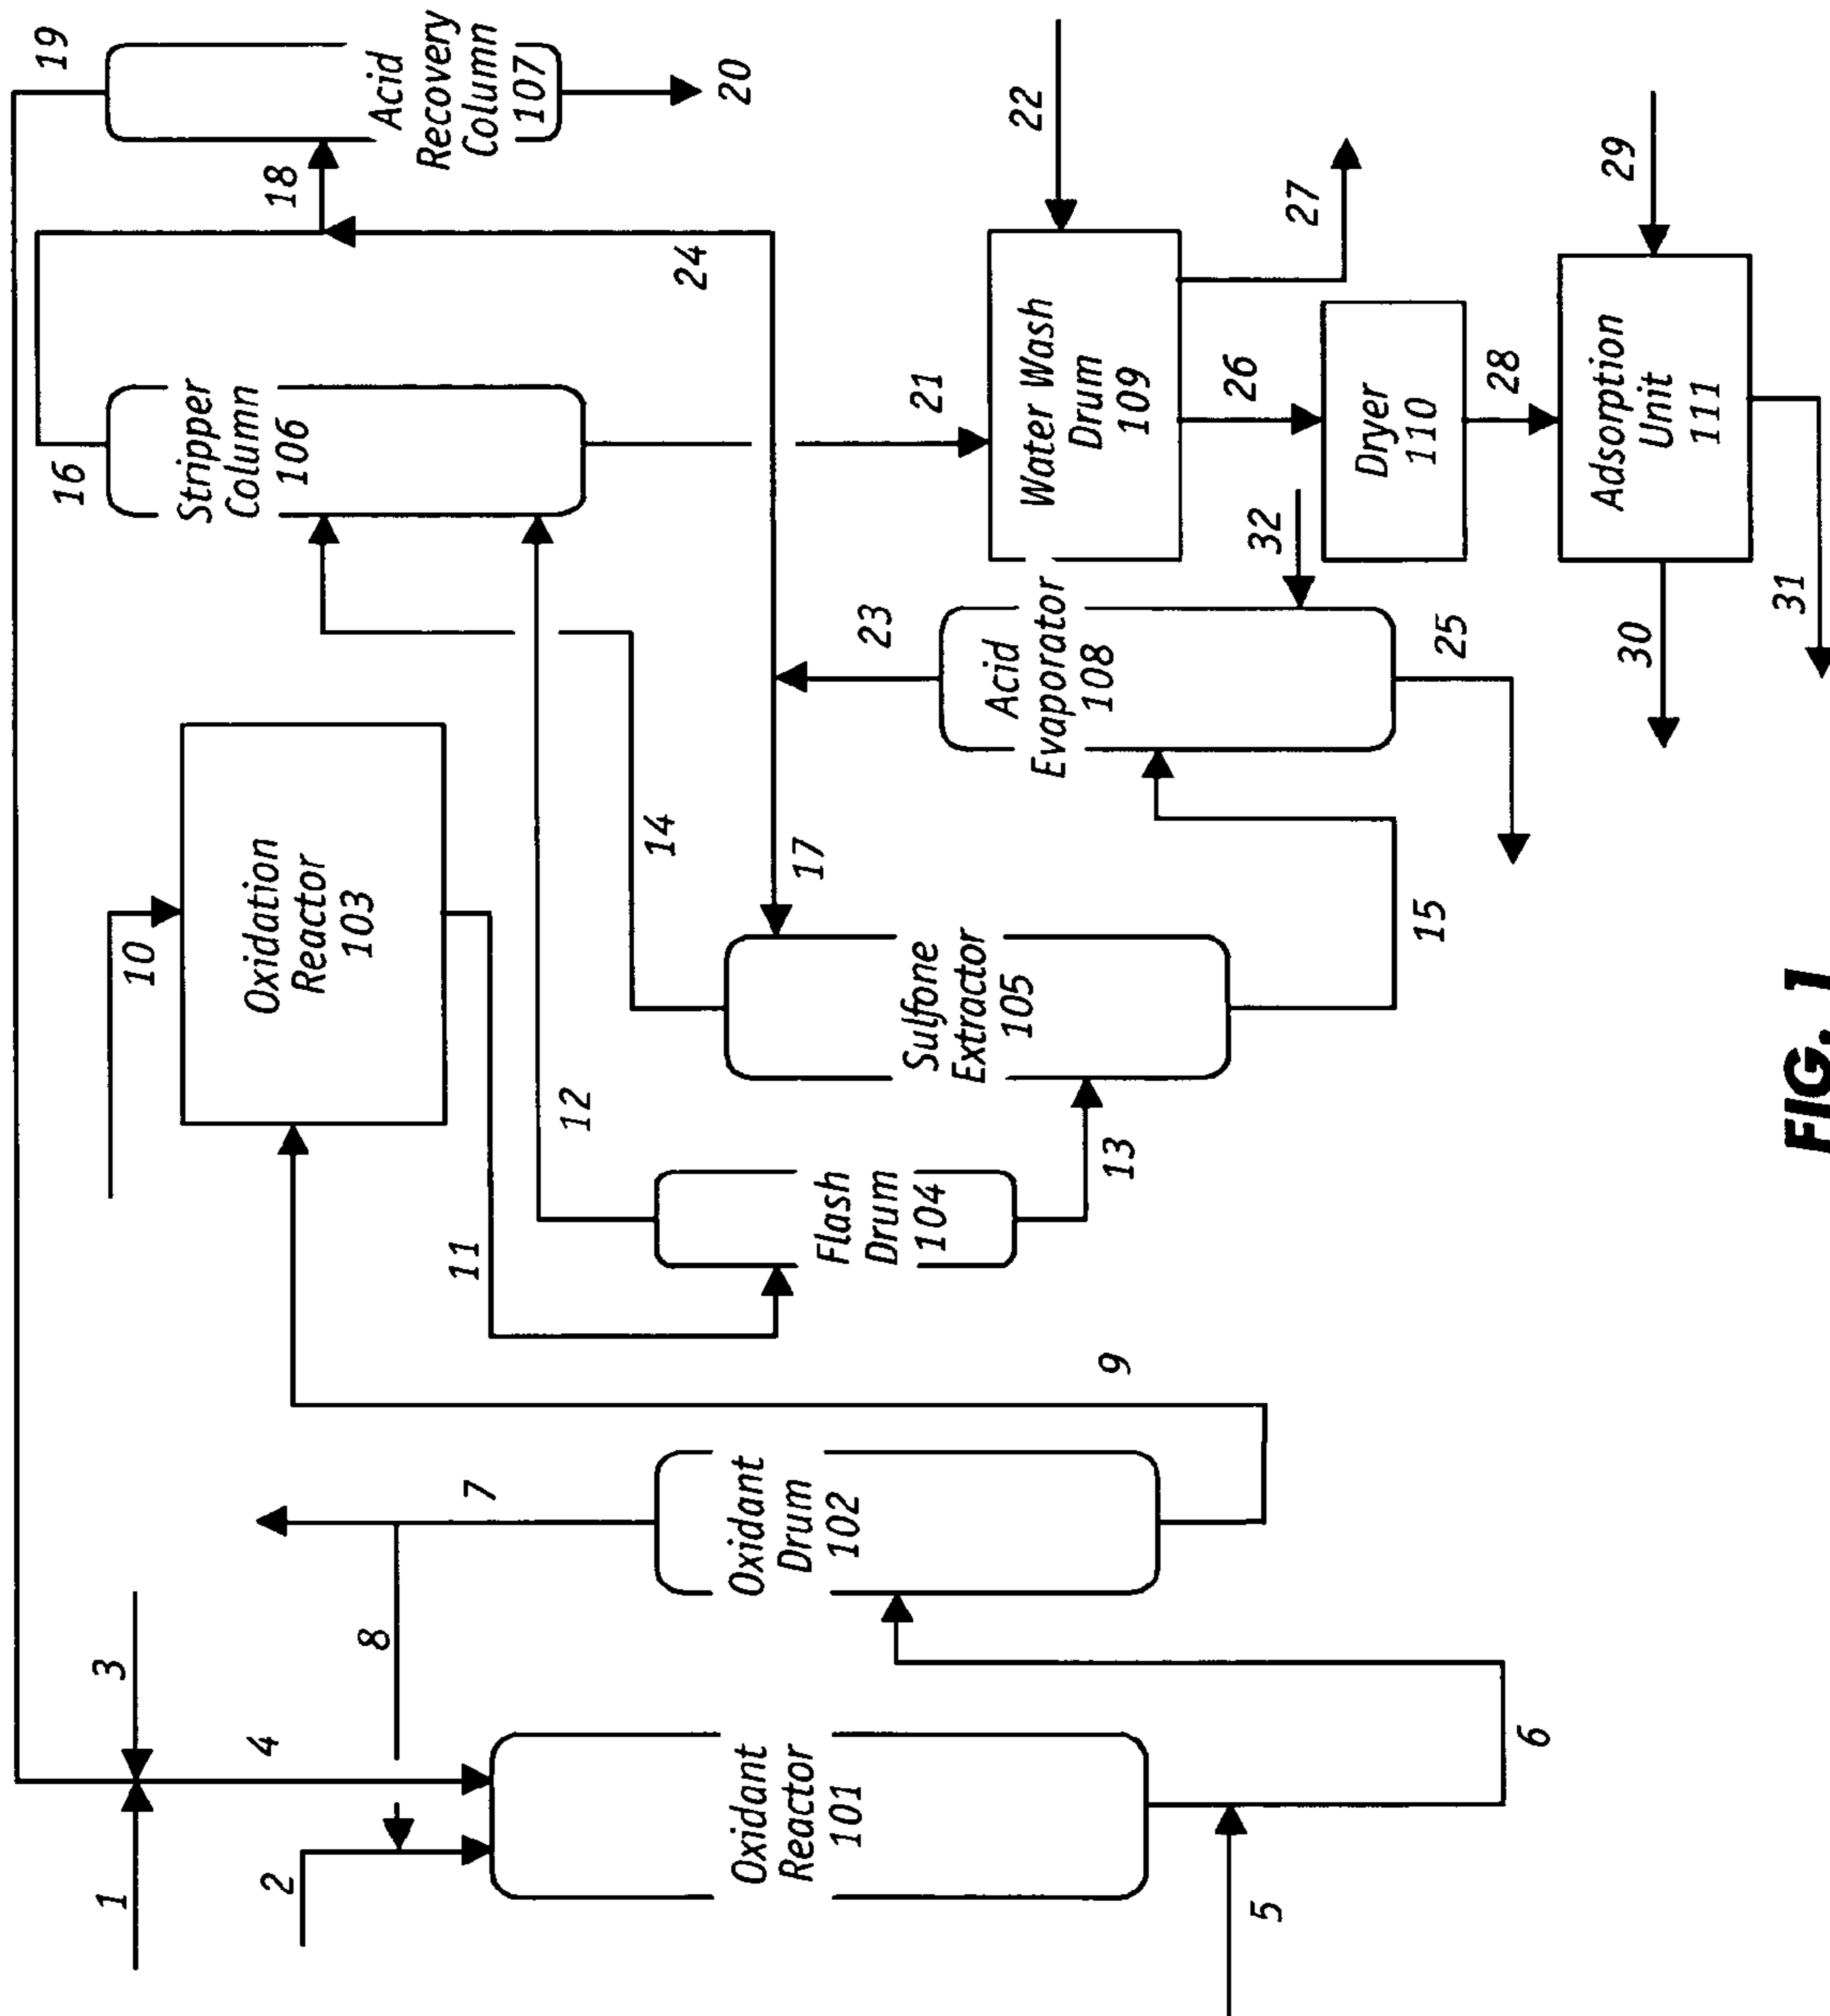 1
2
3
4
5
6
7
8
9
10
11
12
13
14
15
16
17
18
19
20
21
22
23
24
25
26
27
28
29
30
31
32
Oxidant
Reactor
101
Oxidant
Drum
102
Oxidation
Reactor
103
Flash
Drum
104
Sulfone
Extractor
105
Stripper
Column
106
Acid
Recovery
Column
107
Acid
Evaporator
108
Water Wash
Drum
109
Dryer
110
Adsorption
Unit
111
FIG. 1